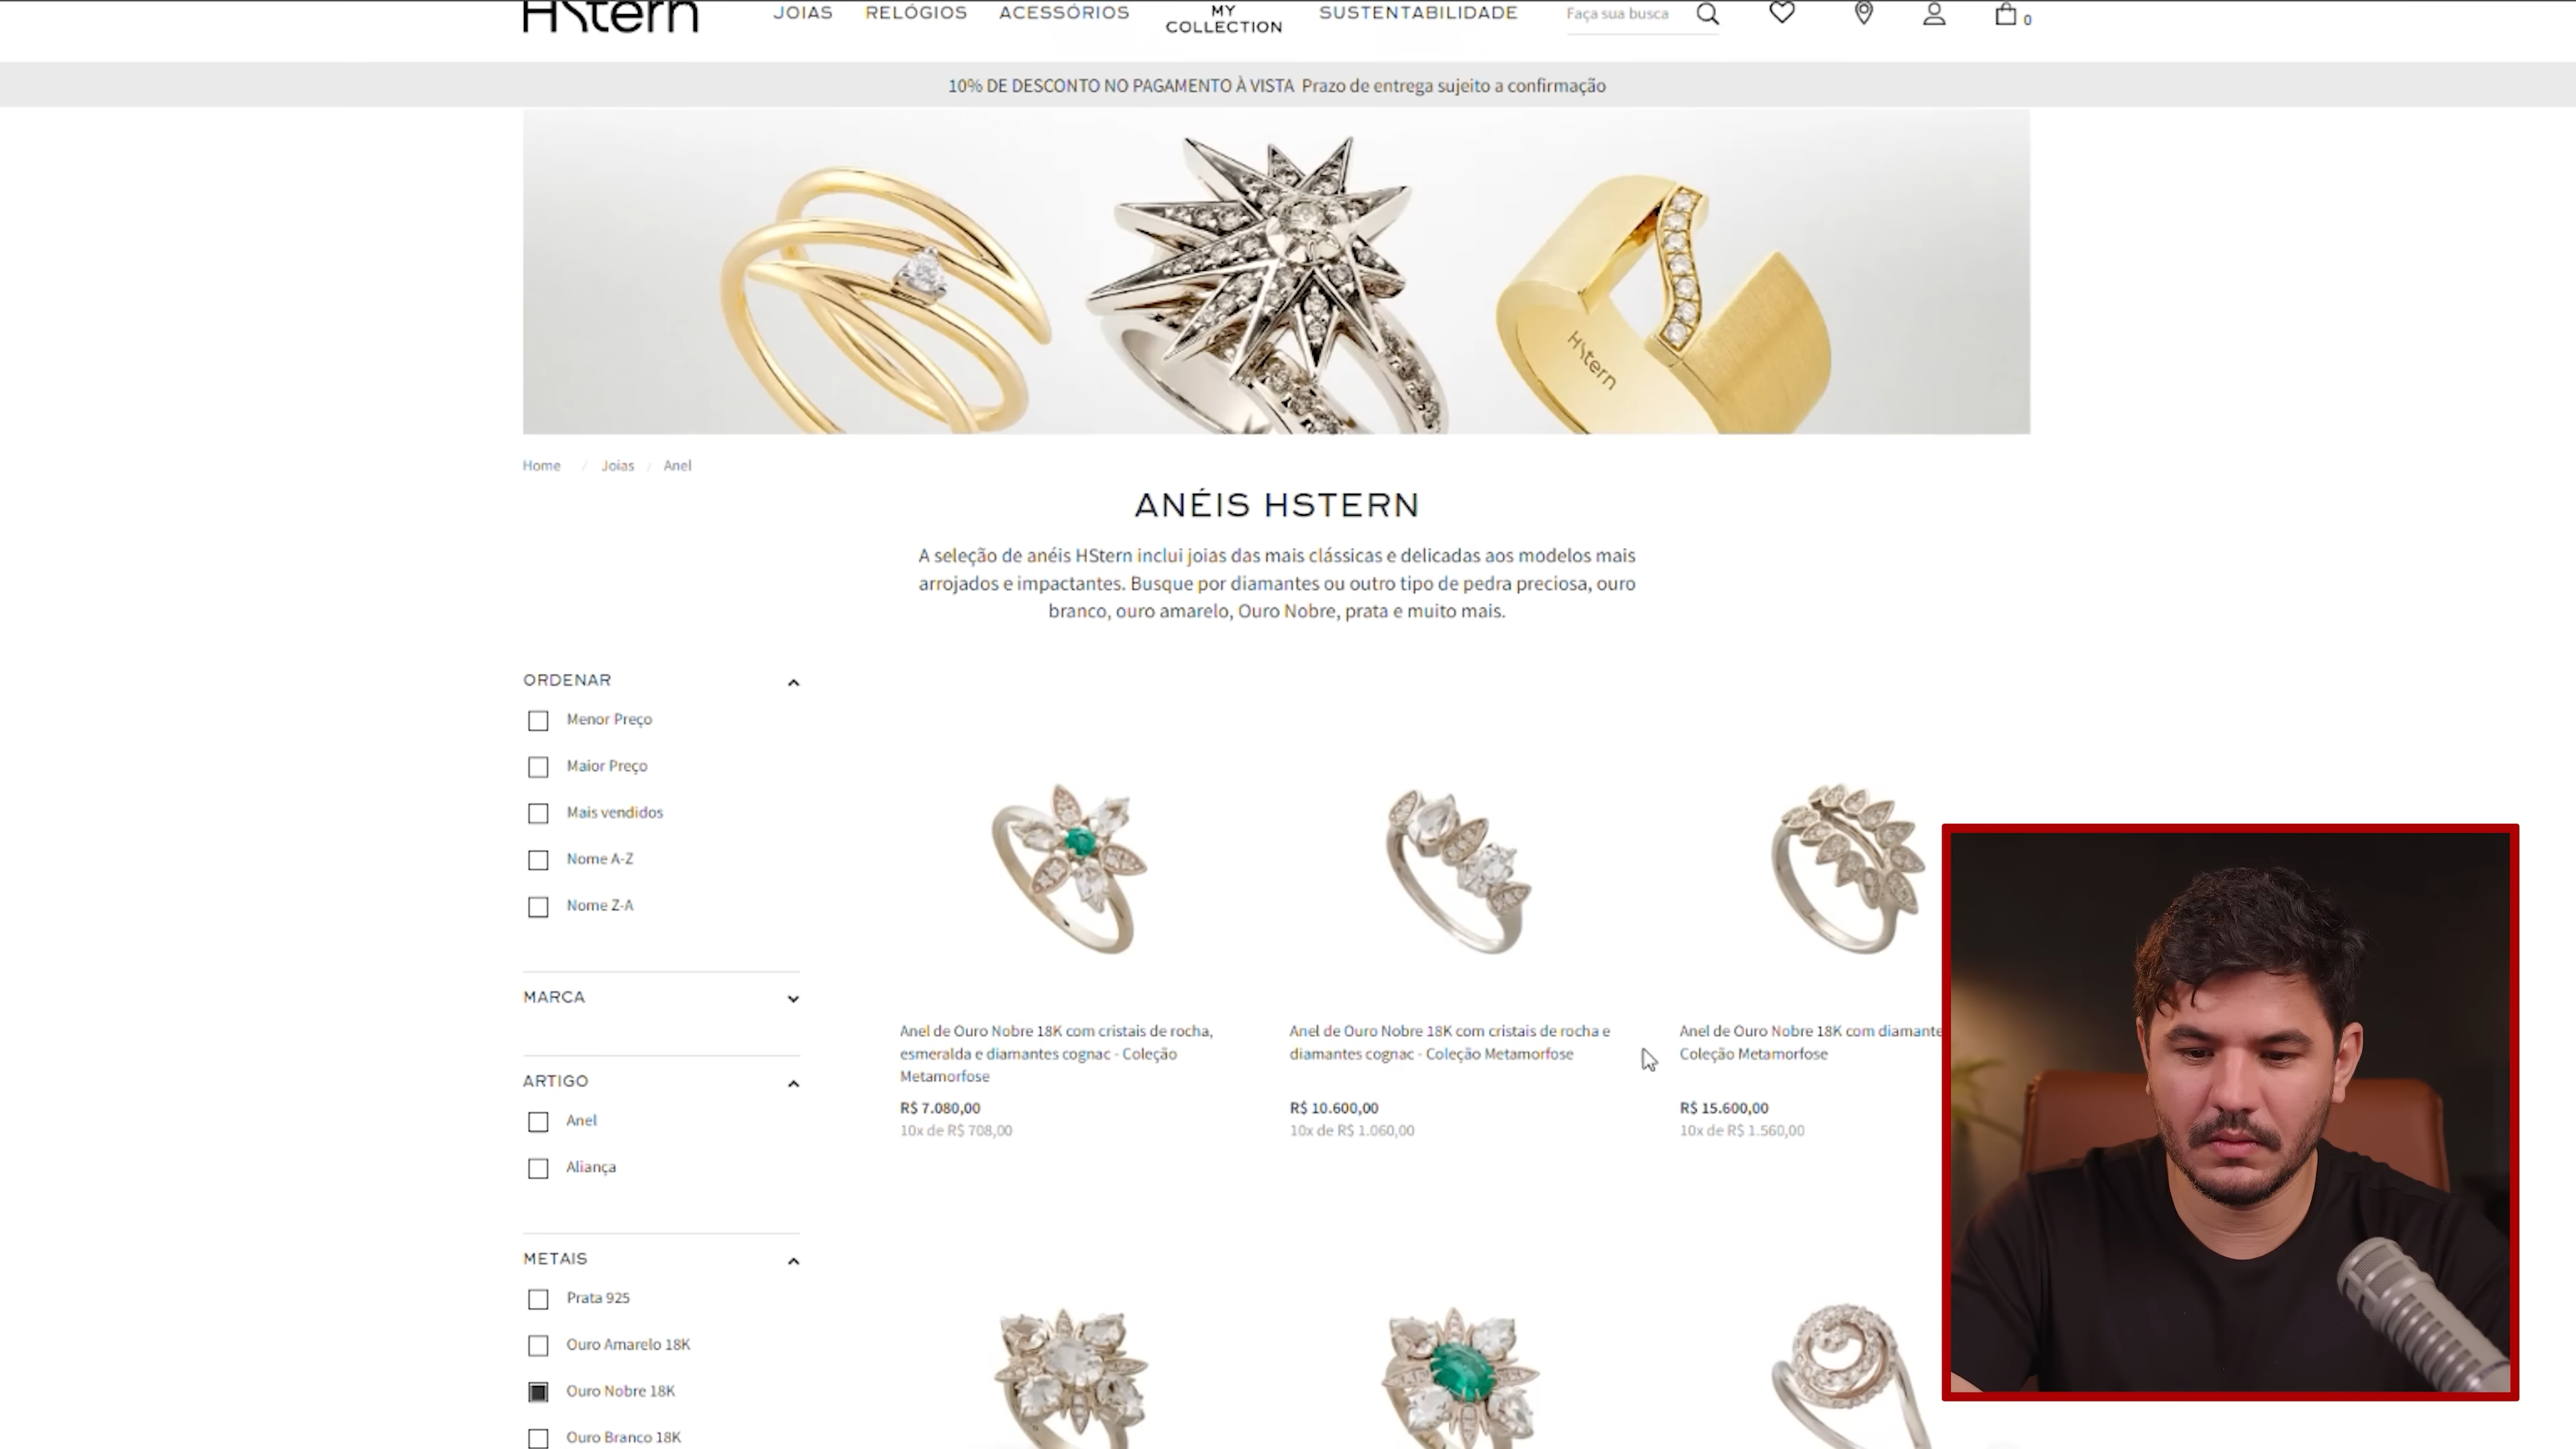 HStern
JOIAS
RELÓGIOS
ACESSÓRIOS
MY
COLLECTION
SUSTENTABILIDADE
Faça sua busca
0
10% DE DESCONTO NO PAGAMENTO À VISTA Prazo de entrega sujeito a confirmação
HStern
Home / Joias / Anel
ANÉIS HSTERN
A seleção de anéis HStern inclui joias das mais clássicas e delicadas aos modelos mais
arrojados e impactantes. Busque por diamantes ou outro tipo de pedra preciosa, ouro
branco, ouro amarelo, Ouro Nobre, prata e muito mais.
ORDENAR
Menor Preço
Maior Preço
Mais vendidos
Nome A-Z
Nome Z-A
MARCA
ARTIGO
Anel
Aliança
METAIS
Prata 925
Ouro Amarelo 18K
Ouro Nobre 18K
Ouro Branco 18K
Anel de Ouro Nobre 18K com cristais de rocha,
esmeralda e diamantes cognac - Coleção
Metamorfose
R$ 7.080,00
10x de R$ 708,00
Anel de Ouro Nobre 18K com cristais de rocha e
diamantes cognac - Coleção Metamorfose
R$ 10.600,00
10x de R$ 1.060,00
Anel de Ouro Nobre 18K com diamante
Coleção Metamorfose
R$ 15.600,00
10x de R$ 1.560,00